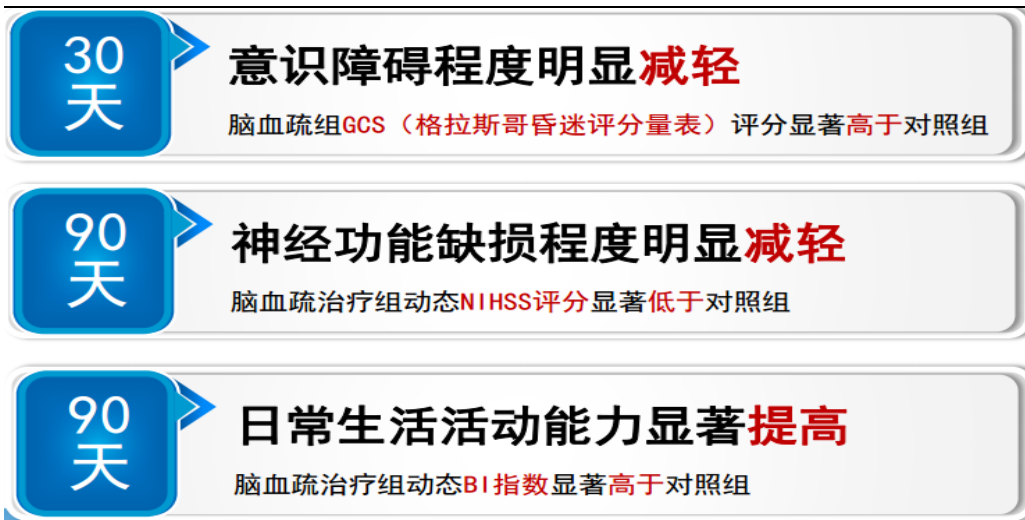 30
天
意识障碍程度明显减轻
脑血疏组GCS（格拉斯哥昏迷评分量表）评分显著高于对照组
90
天
神经功能缺损程度明显减轻
脑血疏治疗组动态NIHSS评分显著低于对照组
90
天
日常生活活动能力显著提高
脑血疏治疗组动态BI指数显著高于对照组